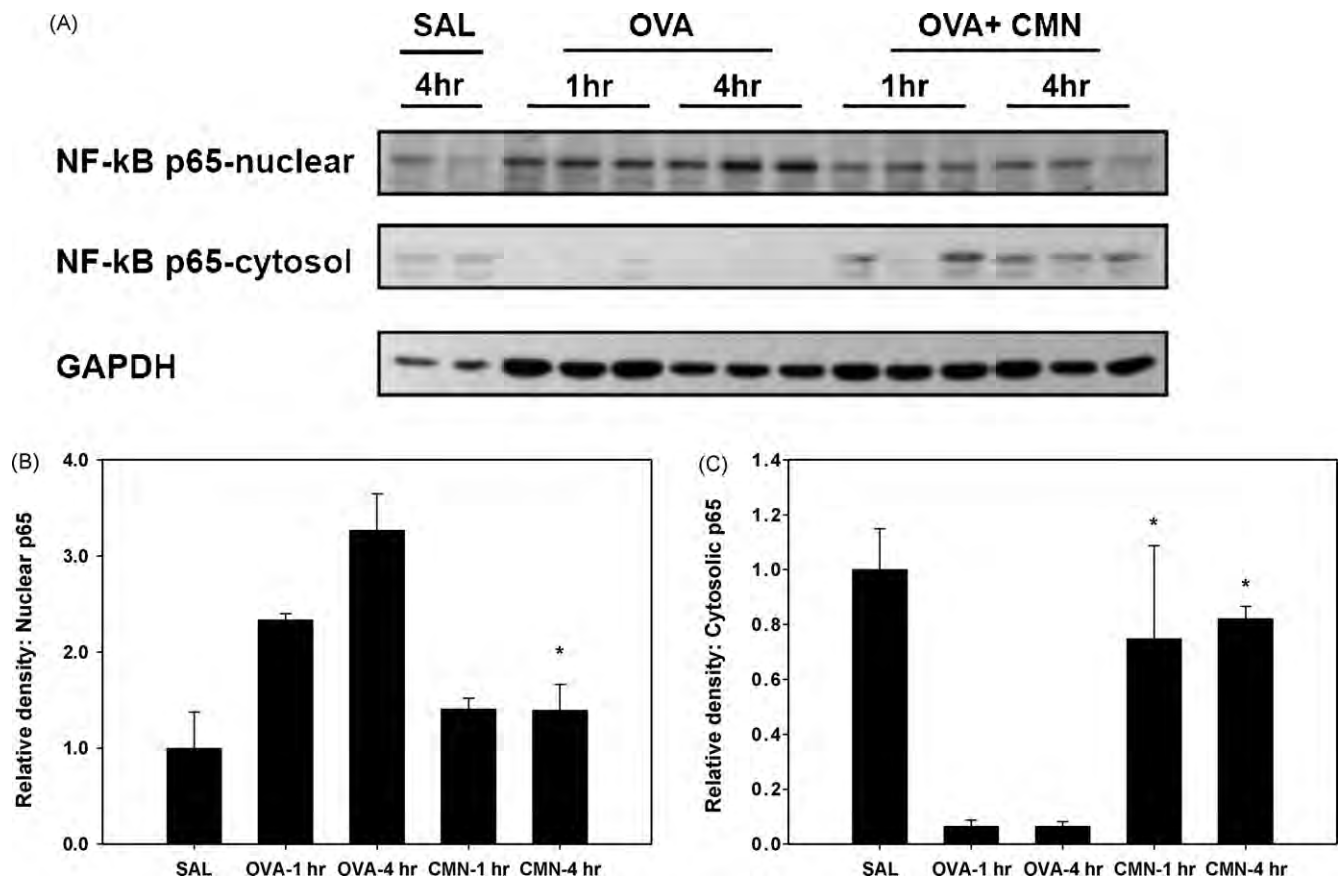 (A)
SAL OVA OVA+ CMN
4hr 1hr 4hr 1hr 4hr
NF-kB p65-nuclear
NF-kB p65-cytosol
GAPDH
(B)
4.0
3.0
2.0
1.0
0.0
Relative density: Nuclear p65
*
SAL OVA-1 hr OVA-4 hr CMN-1 hr CMN-4 hr
(C)
1.4
1.2
1.0
0.8
0.6
0.4
0.2
0.0
Relative density: Cytosolic p65
*
*
SAL OVA-1 hr OVA-4 hr CMN-1 hr CMN-4 hr